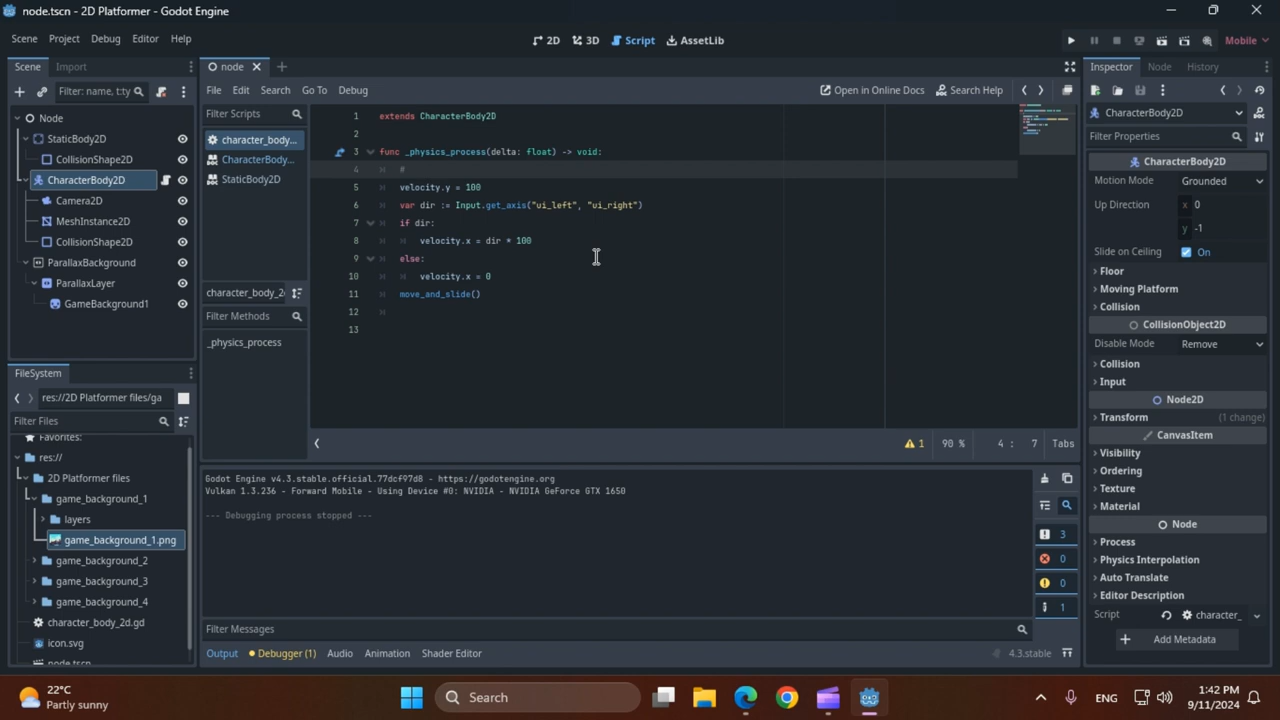 node.tscn - 2D Platformer - Godot Engine
Scene Project Debug Editor Help
2D 3D Script AssetLib
Mobile
Scene Import
Filter: name, t:ty
Node
StaticBody2D
CollisionShape2D
CharacterBody2D
Camera2D
MeshInstance2D
CollisionShape2D
ParallaxBackground
ParallaxLayer
GameBackground1
FileSystem
res://2D Platformer files/ga
Filter Files
Favorites:
res://
2D Platformer files
game_background_1
layers
game_background_1.png
game_background_2
game_background_3
game_background_4
character_body_2d.gd
icon.svg
node.tscn
node
File Edit Search Go To Debug
Open in Online Docs Search Help
Filter Scripts
character_body...
CharacterBody...
StaticBody2D
character_body_2
Filter Methods
_physics_process
1 extends CharacterBody2D
2
3 func _physics_process(delta: float) -> void:
4 #
5 velocity.y = 100
6 var dir := Input.get_axis("ui_left", "ui_right")
7 if dir:
8 velocity.x = dir * 100
9 else:
10 velocity.x = 0
11 move_and_slide()
12
13
1 90 % 4 : 7 Tabs
Godot Engine v4.3.stable.official.77dcf97d8 - https://godotengine.org
Vulkan 1.3.236 - Forward Mobile - Using Device #0: NVIDIA - NVIDIA GeForce GTX 1650
--- Debugging process stopped ---
3
0
0
1
Filter Messages
Output Debugger (1) Audio Animation Shader Editor
4.3.stable
Inspector Node History
CharacterBody2D
Filter Properties
CharacterBody2D
Motion Mode Grounded
Up Direction x 0
y -1
Slide on Ceiling On
Floor
Moving Platform
Collision
CollisionObject2D
Disable Mode Remove
Collision
Input
Node2D
Transform (1 change)
CanvasItem
Visibility
Ordering
Texture
Material
Node
Process
Physics Interpolation
Auto Translate
Editor Description
Script character_
Add Metadata
22°C
Partly sunny
Search
ENG
1:42 PM
9/11/2024